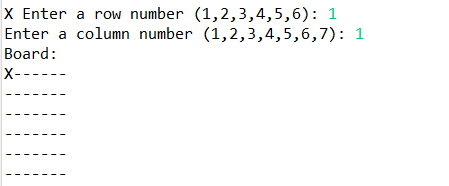 X Enter a row number (1,2,3,4,5,6): 1
Enter a column number (1,2,3,4,5,6,7): 1
Board:
X------
-------
-------
-------
-------
-------